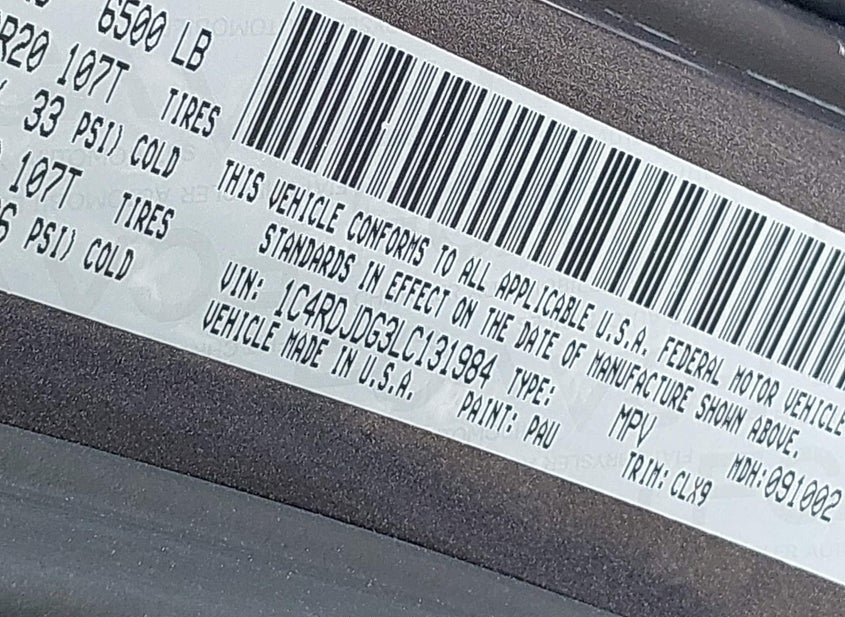 6500 LB
R20 107T TIRES
33 PSI) COLD
107T TIRES
PSI) COLD
THIS VEHICLE CONFORMS TO ALL APPLICABLE U.S.A. FEDERAL MOTOR VEHICLE
STANDARDS IN EFFECT ON THE DATE OF MANUFACTURE SHOWN ABOVE.
VIN: 1C4RDJDG3LC131984 TYPE: MPV MDH:091002
VEHICLE MADE IN U.S.A. PAINT: PAU TRIM: CLX9